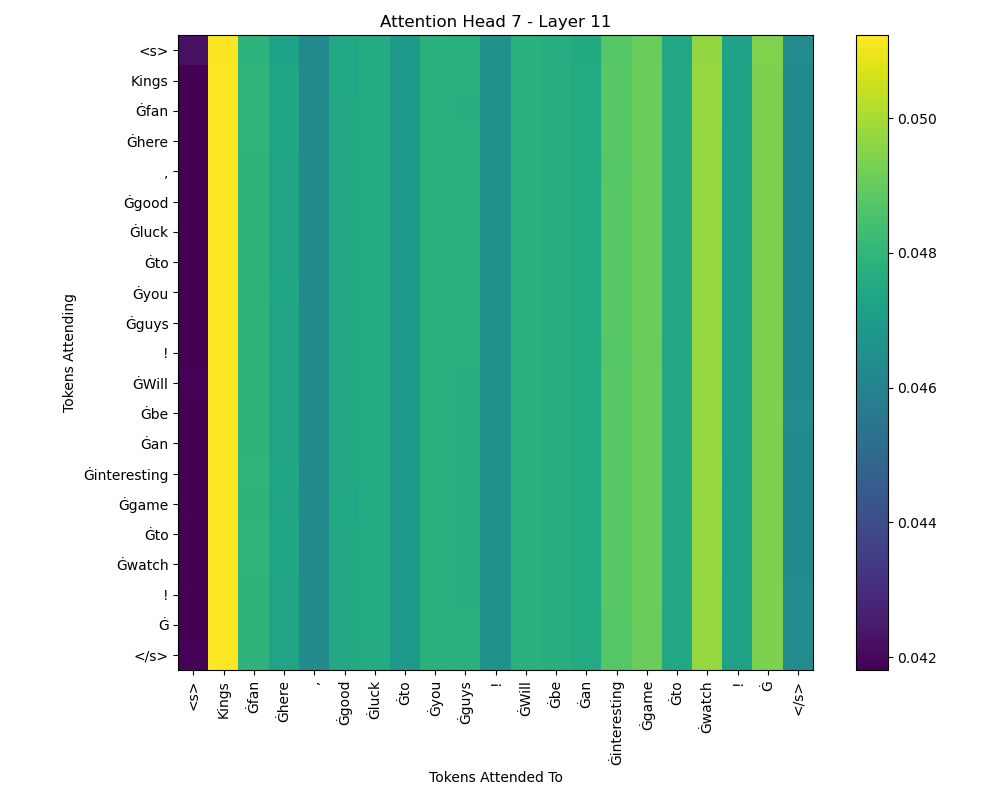 Attention Head 7 - Layer 11
Tokens Attending
<s>
Kings
Ġfan
Ġhere
,
Ġgood
Ġluck
Ġto
Ġyou
Ġguys
!
ĠWill
Ġbe
Ġan
Ġinteresting
Ġgame
Ġto
Ġwatch
!
Ġ
</s>
<s>
Kings
Ġfan
Ġhere
,
Ġgood
Ġluck
Ġto
Ġyou
Ġguys
!
ĠWill
Ġbe
Ġan
Ġinteresting
Ġgame
Ġto
Ġwatch
!
Ġ
</s>
Tokens Attended To
0.050
0.048
0.046
0.044
0.042